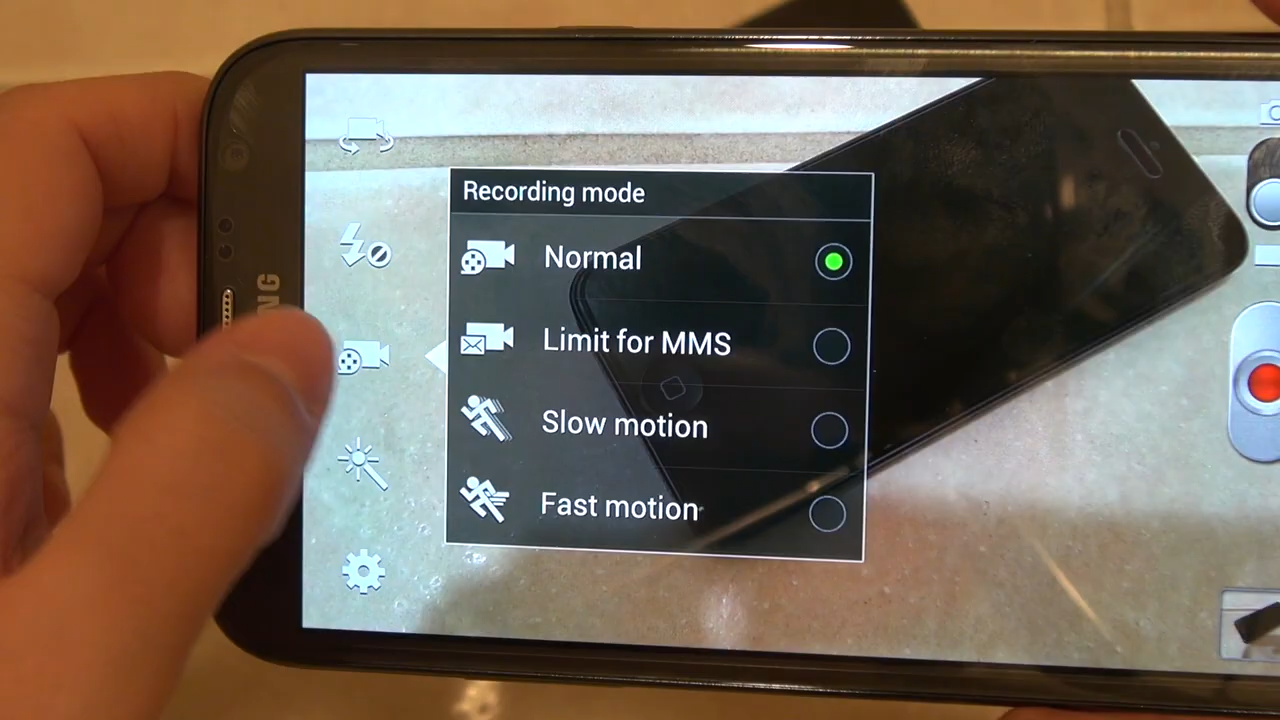 Recording mode
Normal
Limit for MMS
Slow motion
Fast motion